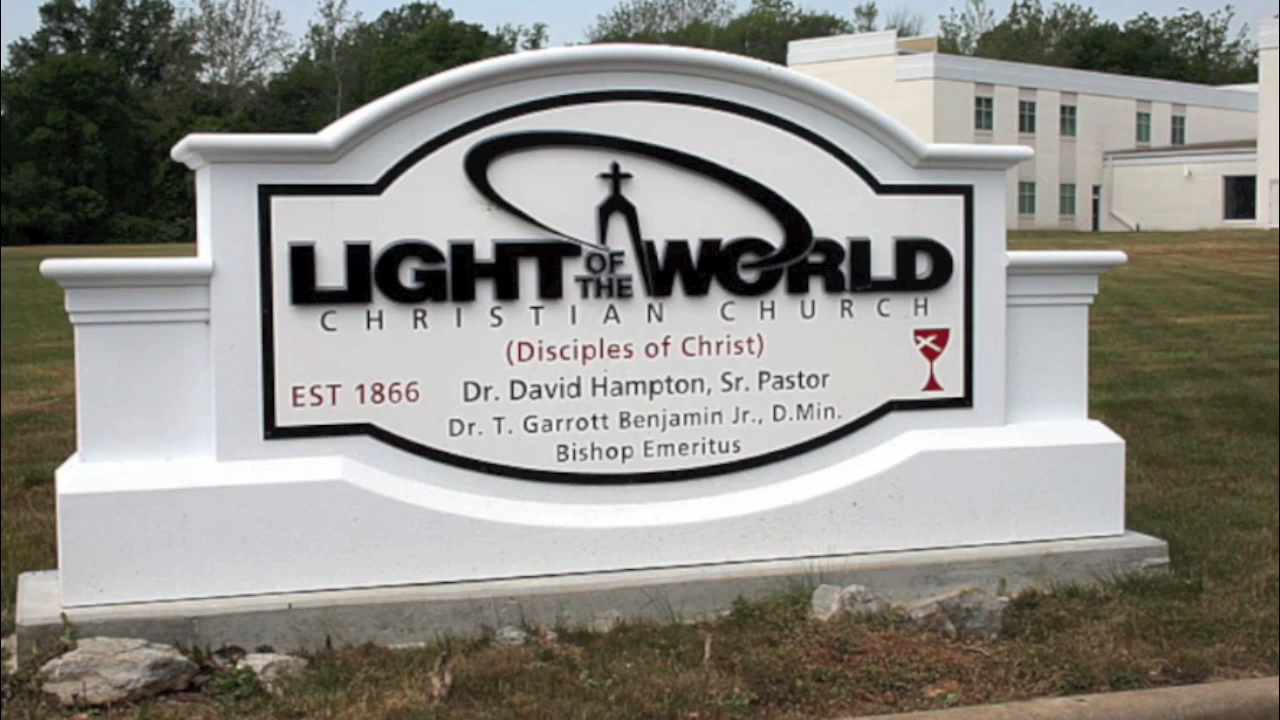 LIGHT OF THE WORLD
CHRISTIAN CHURCH
(Disciples of Christ)
EST 1866
Dr. David Hampton, Sr. Pastor
Dr. T. Garrott Benjamin Jr., D.Min.
Bishop Emeritus